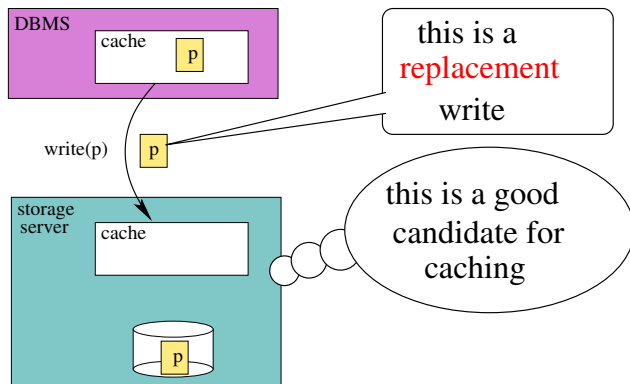 DBMS
cache
p
this is a
replacement
write
write(p)
p
storage
server
cache
this is a good
candidate for
caching
p